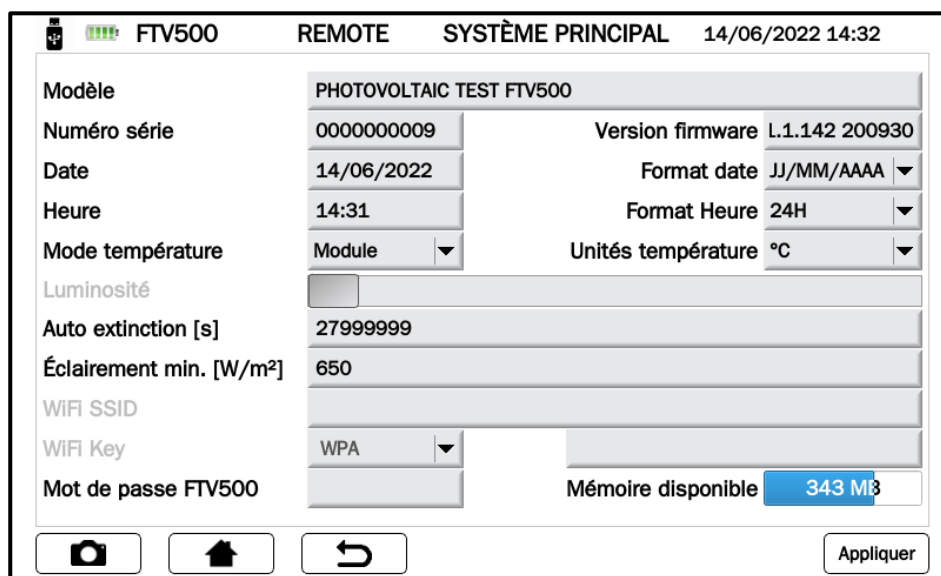 FTV500 REMOTE SYSTÈME PRINCIPAL 14/06/2022 14:32
Modèle PHOTOVOLTAIC TEST FTV500
Numéro série 0000000009 Version firmware 1.1.142 200930
Date 14/06/2022 Format date JJ/MM/AAAA
Heure 14:31 Format Heure 24H
Mode température Module Unités température °C
Luminosité
Auto extinction [s] 27999999
Éclairement min. [W/m²] 650
WiFi SSID
WiFi Key WPA
Mot de passe FTV500 Mémoire disponible 343 MB
Appliquer